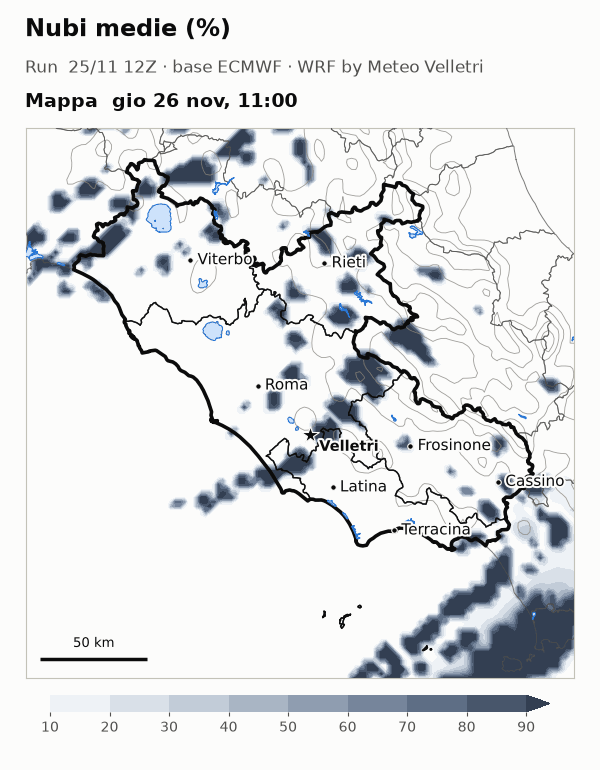 Nubi medie (%)
Run  25/11 12Z · base ECMWF · WRF by Meteo Velletri
Mappa  gio 26 nov, 11:00
Viterbo
Rieti
Roma
Velletri
Frosinone
Latina
Cassino
Terracina
50 km
10 20 30 40 50 60 70 80 90